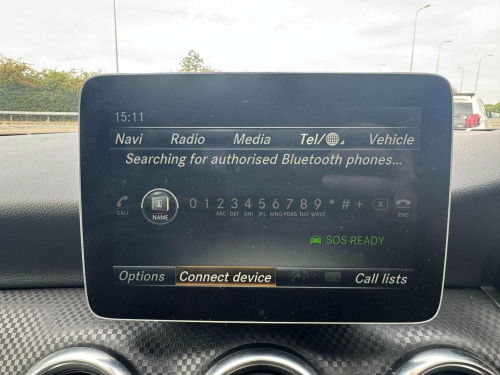 15:11
Navi Radio Media Tel/ Vehicle
Searching for authorised Bluetooth phones...
CALL NAME 0 1 2 3 4 5 6 7 8 9 * # + END
ABC DEF GHI JKL MNO PQRS TUV WXYZ
SOS READY
Options Connect device Call lists